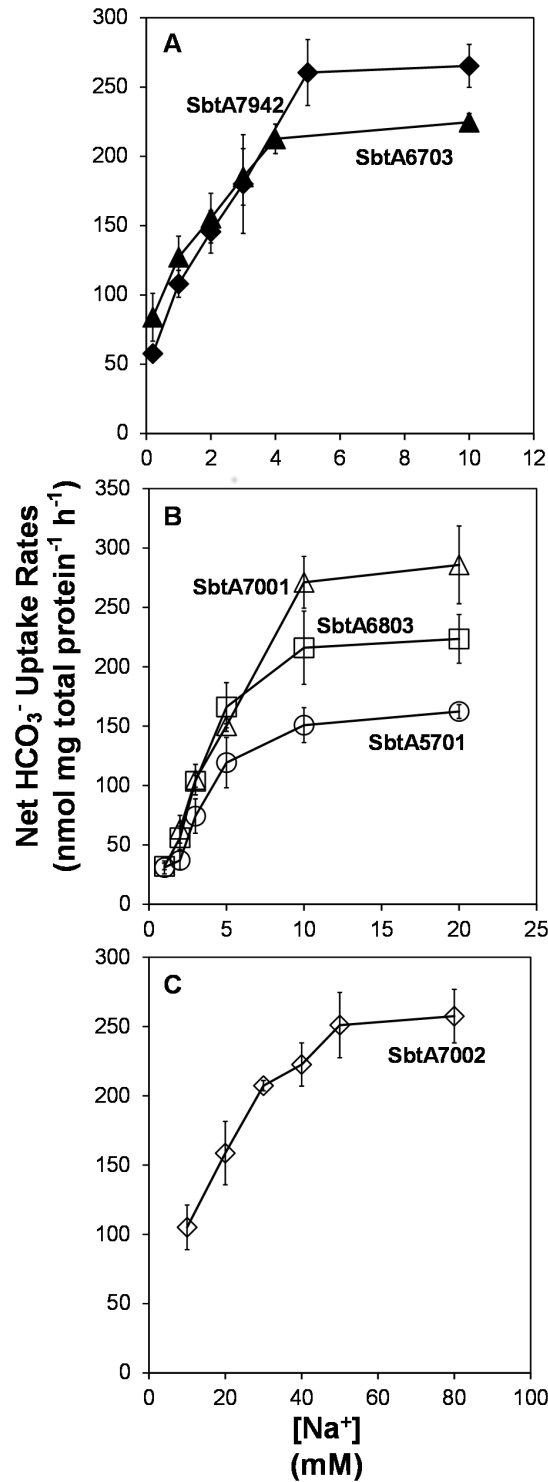 Net HCO₃⁻ Uptake Rates
(nmol mg total protein⁻¹ h⁻¹)
A
300
250
200
150
100
50
0
SbtA7942
SbtA6703
0 2 4 6 8 10 12
B
350
300
250
200
150
100
50
0
SbtA7001
SbtA6803
SbtA5701
0 5 10 15 20 25
C
300
250
200
150
100
50
0
SbtA7002
0 20 40 60 80 100
[Na⁺]
(mM)